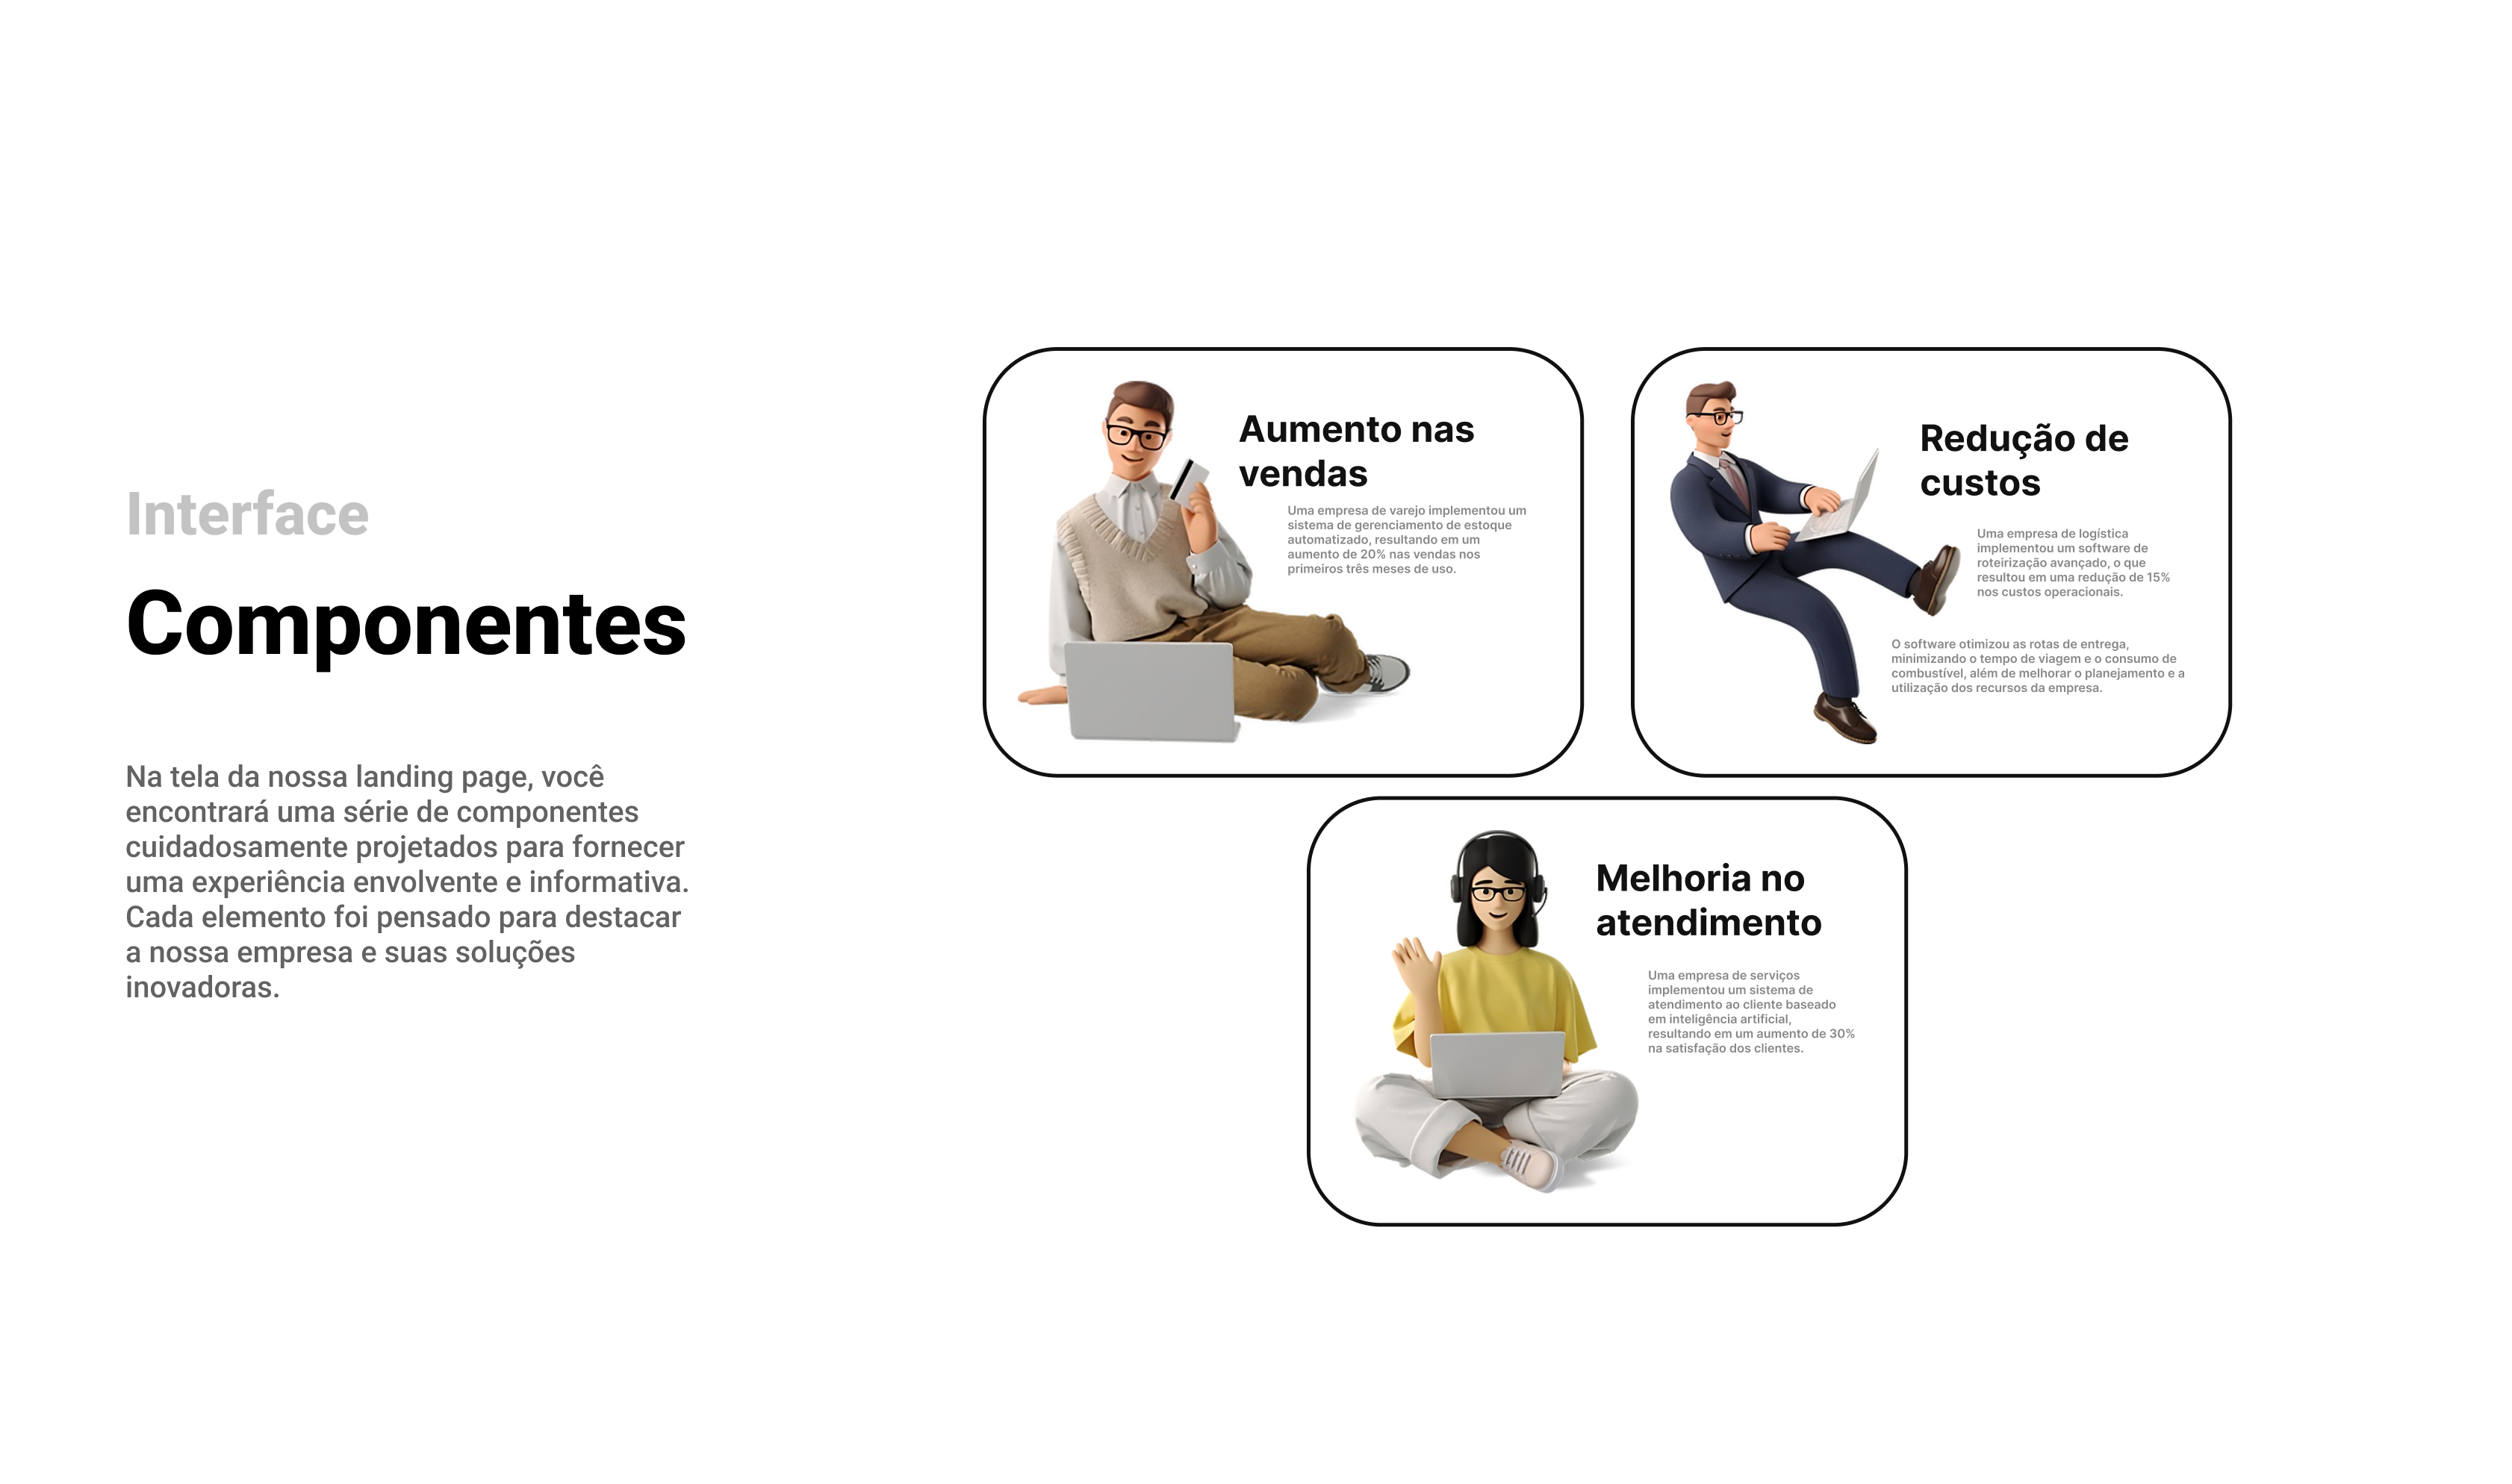 Interface
Componentes
Na tela da nossa landing page, você
encontrará uma série de componentes
cuidadosamente projetados para fornecer
uma experiência envolvente e informativa.
Cada elemento foi pensado para destacar
a nossa empresa e suas soluções
inovadoras.
Aumento nas
vendas
Uma empresa de varejo implementou um
sistema de gerenciamento de estoque
automatizado, resultando em um
aumento de 20% nas vendas nos
primeiros três meses de uso.
Redução de
custos
Uma empresa de logística
implementou um software de
roteirização avançado, o que
resultou em uma redução de 15%
nos custos operacionais.
O software otimizou as rotas de entrega,
minimizando o tempo de viagem e o consumo de
combustível, além de melhorar o planejamento e a
utilização dos recursos da empresa.
Melhoria no
atendimento
Uma empresa de serviços
implementou um sistema de
atendimento ao cliente baseado
em inteligência artificial,
resultando em um aumento de 30%
na satisfação dos clientes.